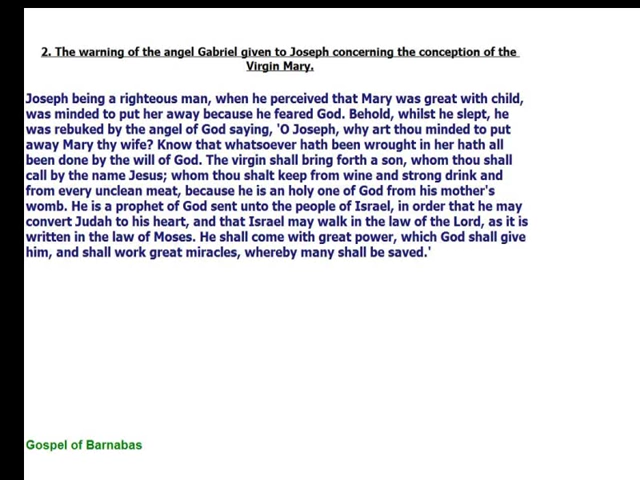 2. The warning of the angel Gabriel given to Joseph concerning the conception of the
Virgin Mary.
Joseph being a righteous man, when he perceived that Mary was great with child,
was minded to put her away because he feared God. Behold, whilst he slept, he
was rebuked by the angel of God saying, 'O Joseph, why art thou minded to put
away Mary thy wife? Know that whatsoever hath been wrought in her hath all
been done by the will of God. The virgin shall bring forth a son, whom thou shall
call by the name Jesus; whom thou shalt keep from wine and strong drink and
from every unclean meat, because he is an holy one of God from his mother's
womb. He is a prophet of God sent unto the people of Israel, in order that he may
convert Judah to his heart, and that Israel may walk in the law of the Lord, as it is
written in the law of Moses. He shall come with great power, which God shall give
him, and shall work great miracles, whereby many shall be saved.'
Gospel of Barnabas